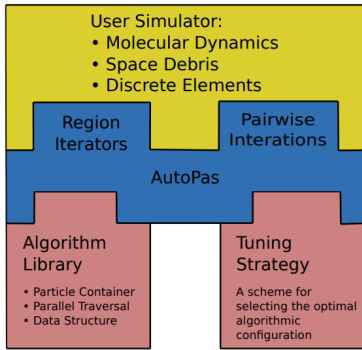 User Simulator:
• Molecular Dynamics
• Space Debris
• Discrete Elements
Region
Iterators
Pairwise
Interations
AutoPas
Algorithm
Library
• Particle Container
• Parallel Traversal
• Data Structure
Tuning
Strategy
A scheme for
selecting the optimal
algorithmic
configuration